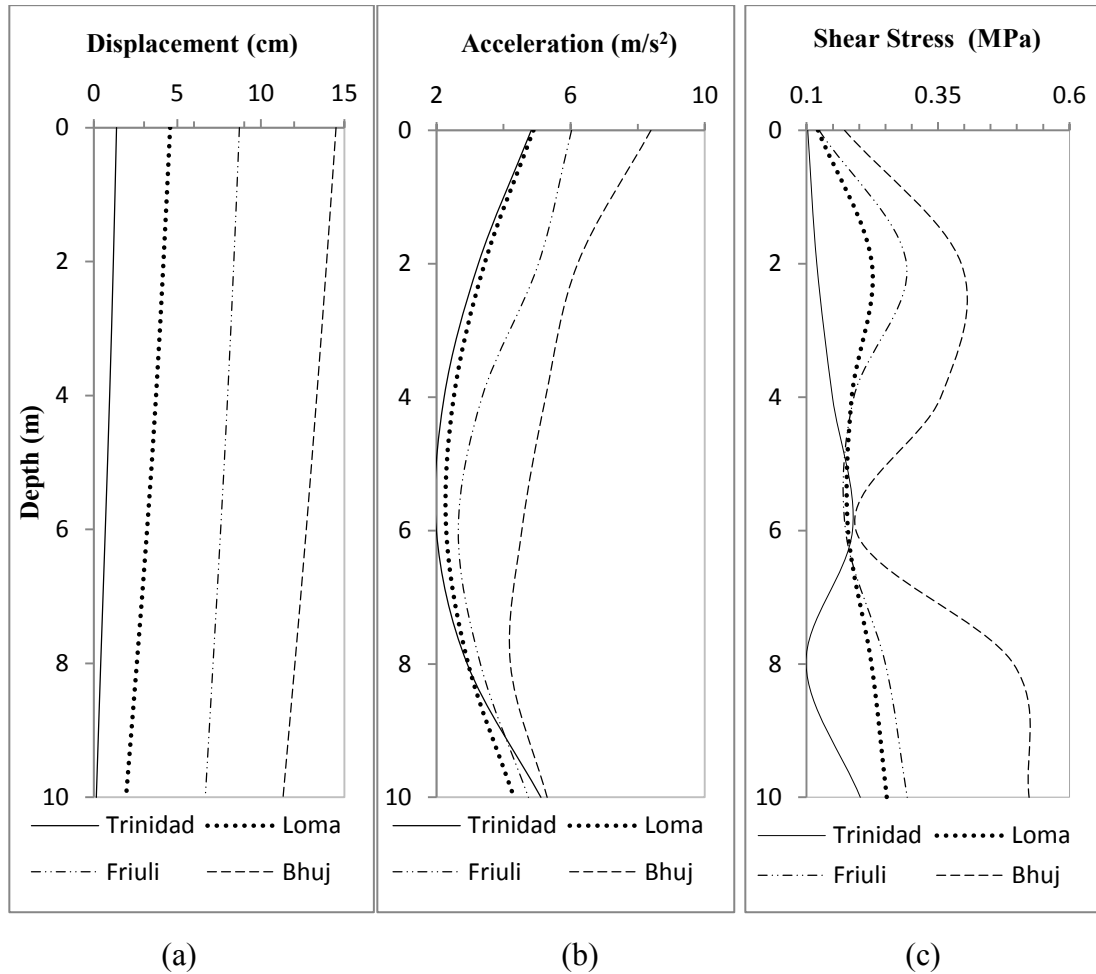 Displacement (cm)
0 5 10 15
0
2
4
6
8
10
Depth (m)
Trinidad Loma
Friuli Bhuj
(a)
Acceleration (m/s²)
2 6 10
0
2
4
6
8
10
Trinidad Loma
Friuli Bhuj
(b)
Shear Stress (MPa)
0.1 0.35 0.6
0
2
4
6
8
10
Trinidad Loma
Friuli Bhuj
(c)